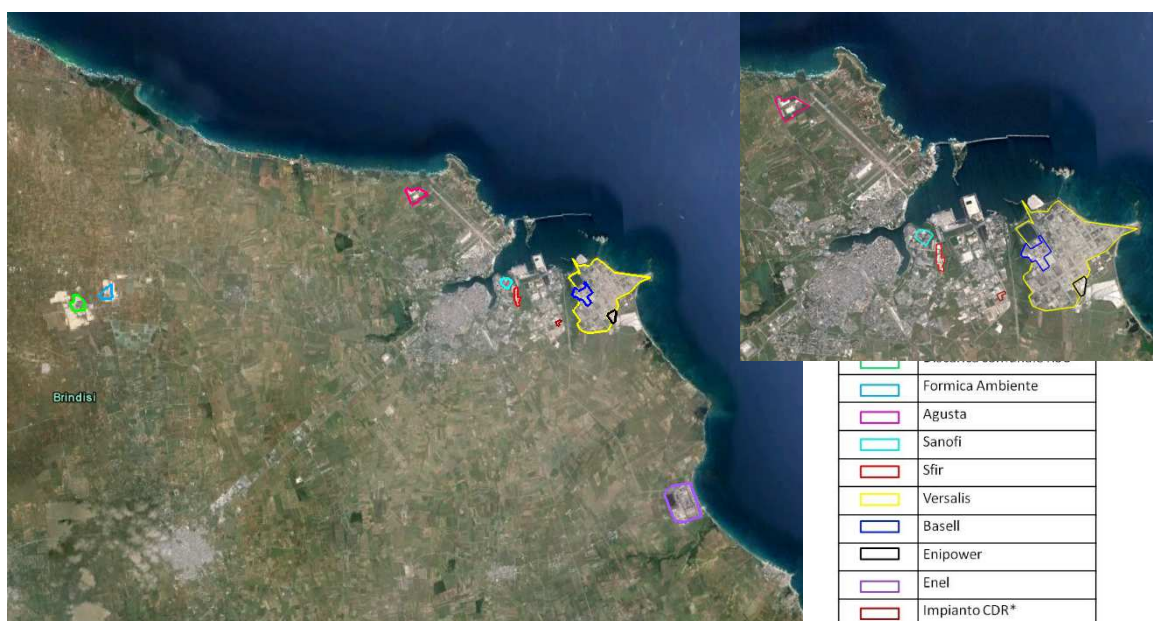 Brindisi
Formica Ambiente
Agusta
Sanofi
Sfir
Versalis
Basell
Enipower
Enel
Impianto CDR*